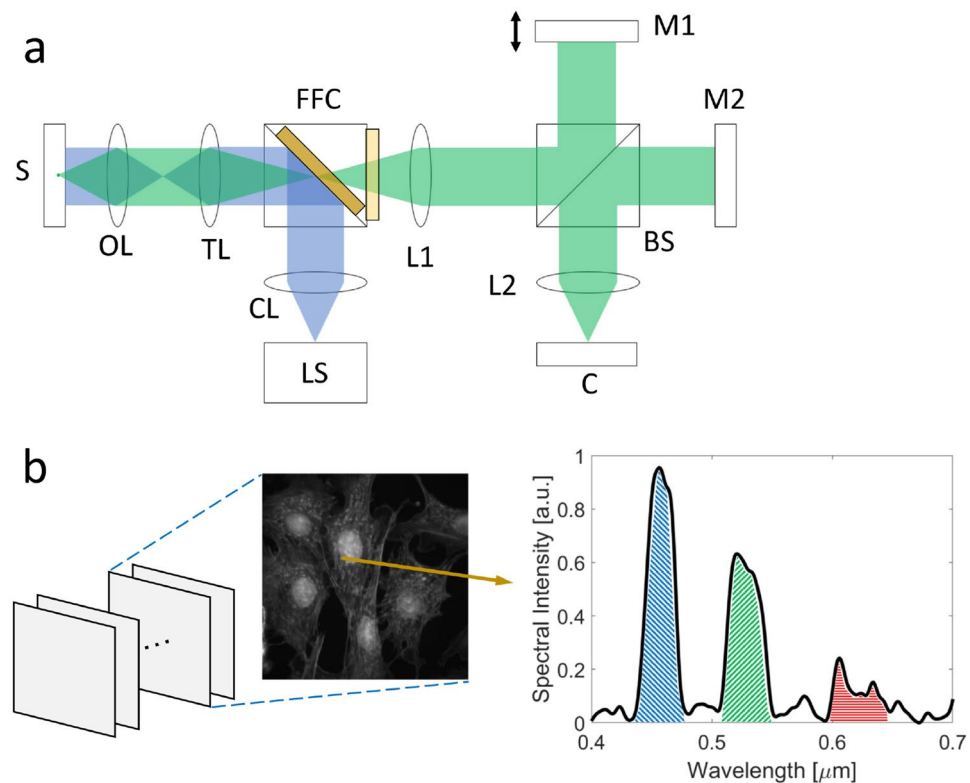 a
M1
M2
FFC
S
OL
TL
L1
BS
L2
CL
LS
C
b
1
0.8
0.6
0.4
0.2
0
Spectral Intensity [a.u.]
0.4
0.5
0.6
0.7
Wavelength [μm]